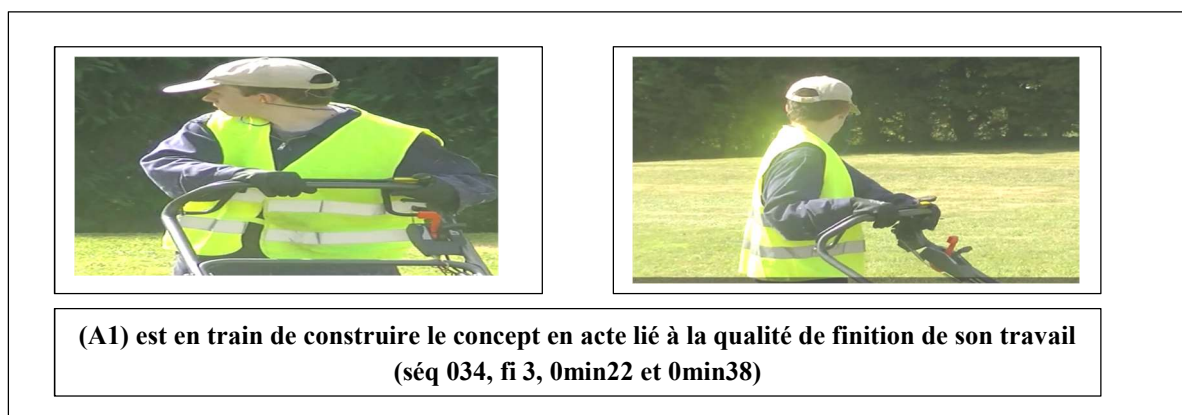 (A1) est en train de construire le concept en acte lié à la qualité de finition de son travail
(séq 034, fi 3, 0min22 et 0min38)